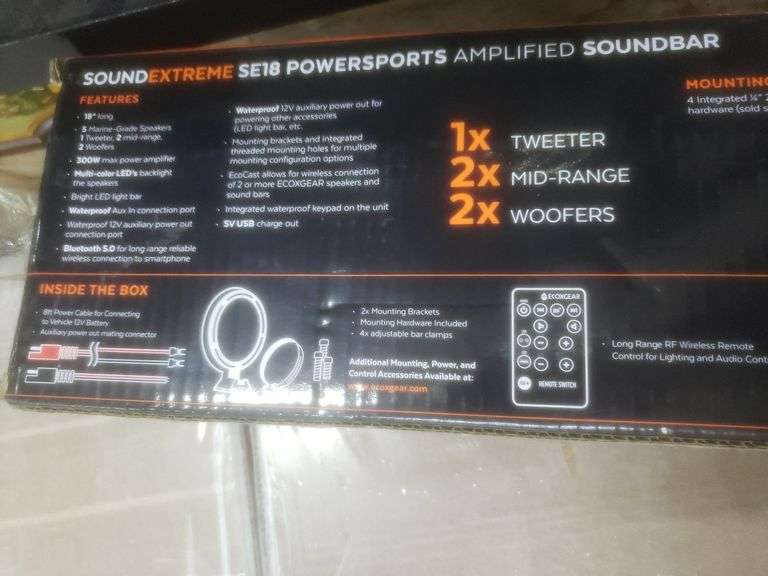 SOUNDEXTREME SE18 POWERSPORTS AMPLIFIED SOUNDBAR
FEATURES
• 18" long
• 5 Marine-Grade Speakers
1 Tweeter, 2 mid-range,
2 Woofers
• 300W max power amplifier
• Multi-color LED's backlight
the speakers
• Bright LED light bar
• Waterproof Aux In connection port
• Waterproof 12V auxiliary power out
connection port
• Bluetooth 5.0 for long range reliable
wireless connection to smartphone
• Waterproof 12V auxiliary power out for
powering other accessories
(LED light bar, etc.
• Mounting brackets and integrated
threaded mounting holes for multiple
mounting configuration options
• EcoCast allows for wireless connection
of 2 or more ECOXGEAR speakers and
sound bars
• Integrated waterproof keypad on the unit
• 5V USB charge out
1x TWEETER
2x MID-RANGE
2x WOOFERS
MOUNTING
4 Integrated ¼"
hardware (sold
INSIDE THE BOX
• 8ft Power Cable for Connecting
to Vehicle 12V Battery
• Auxiliary power out mating connector
• 2x Mounting Brackets
• Mounting Hardware Included
• 4x adjustable bar clamps
Additional Mounting, Power, and
Control Accessories Available at:
www.ecoxgear.com
ECOXGEAR
REMOTE SWITCH
• Long Range RF Wireless Remote
Control for Lighting and Audio Cont